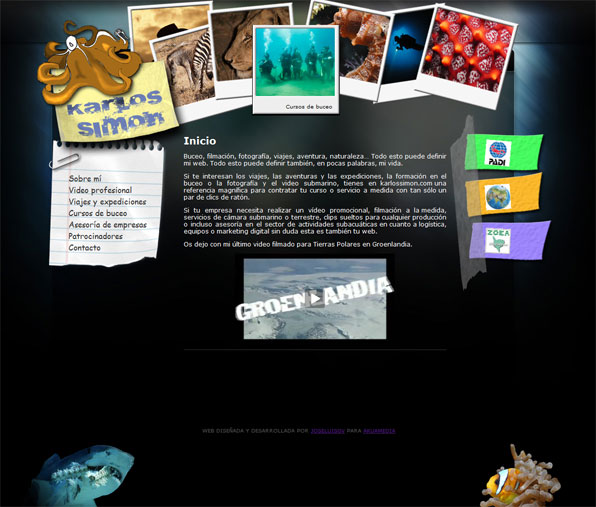 Karlos
Simon
Cursos de buceo
Sobre mí
Video profesional
Viajes y expediciones
Cursos de buceo
Asesoría de empresas
Patrocinadores
Contacto
Inicio
Buceo, filmación, fotografía, viajes, aventura, naturaleza... Todo esto puede definir
mi web. Todo esto puede definir también, en pocas palabras, mi vida.
Si te interesan los viajes, las aventuras y las expediciones, la formación en el
buceo o la fotografía y el video submarino, tienes en karlossimon.com una
referencia magnífica para contratar tu curso o servicio a medida con tan sólo un
par de clics de ratón.
Si tu empresa necesita realizar un video promocional, filmación a la medida,
servicios de cámara submarino o terrestre, clips sueltos para cualquier producción
o incluso asesoría en el sector de actividades subacuáticas en cuanto a logística,
equipos o marketing digital sin duda esta es también tu web.
Os dejo con mi último video filmado para Tierras Polares en Groenlandia.
GROENLANDIA
PADI
ZOEA
WEB DISEÑADA Y DESARROLLADA POR JOSELUISGV PARA